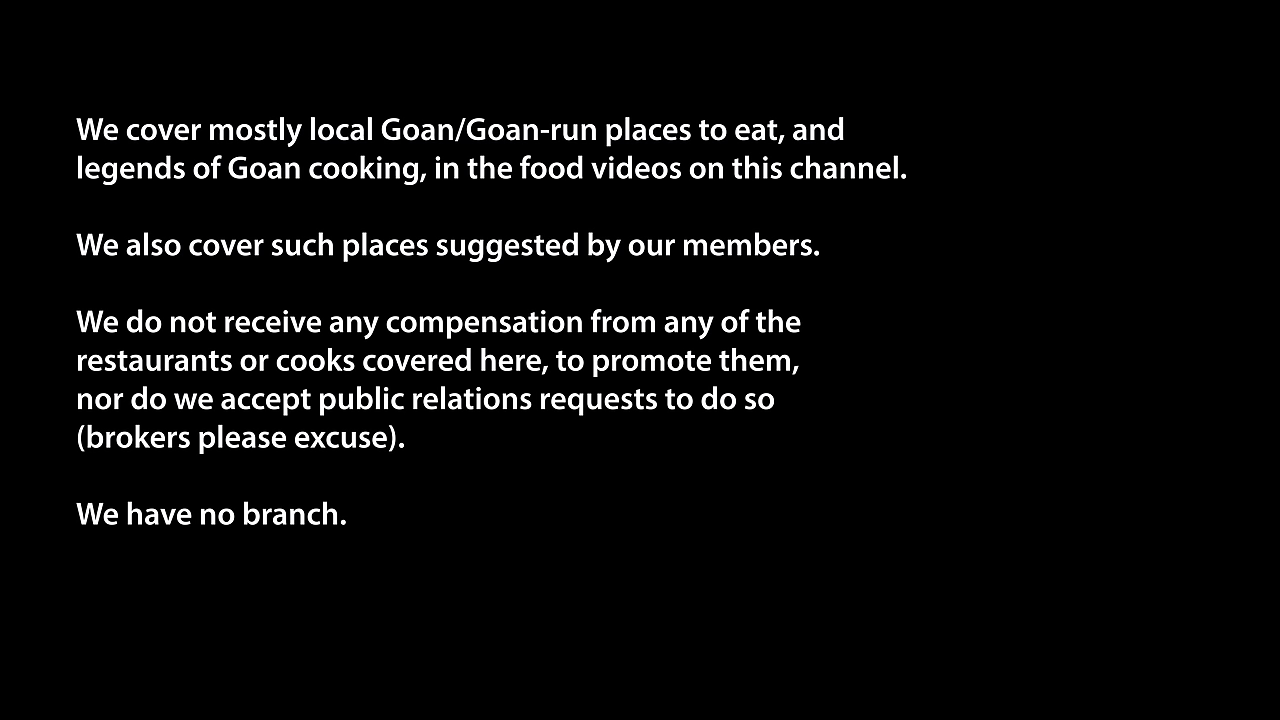 We cover mostly local Goan/Goan-run places to eat, and
legends of Goan cooking, in the food videos on this channel.
We also cover such places suggested by our members.
We do not receive any compensation from any of the
restaurants or cooks covered here, to promote them,
nor do we accept public relations requests to do so
(brokers please excuse).
We have no branch.